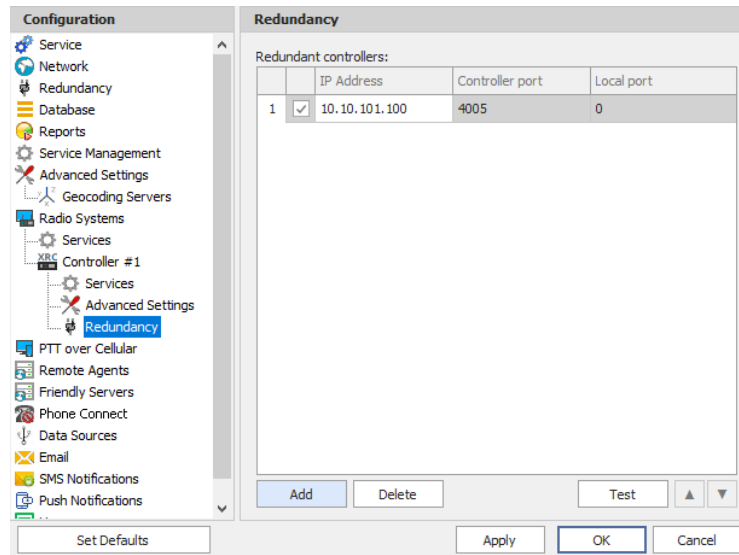 Configuration
Service
Network
Redundancy
Database
Reports
Service Management
Advanced Settings
Geocoding Servers
Radio Systems
Services
XRC Controller #1
Services
Advanced Settings
Redundancy
PTT over Cellular
Remote Agents
Friendly Servers
Phone Connect
Data Sources
Email
SMS Notifications
Push Notifications
Set Defaults
Redundancy
Redundant controllers:
IP Address Controller port Local port
1 10.10.101.100 4005 0
Add Delete Test
Apply OK Cancel